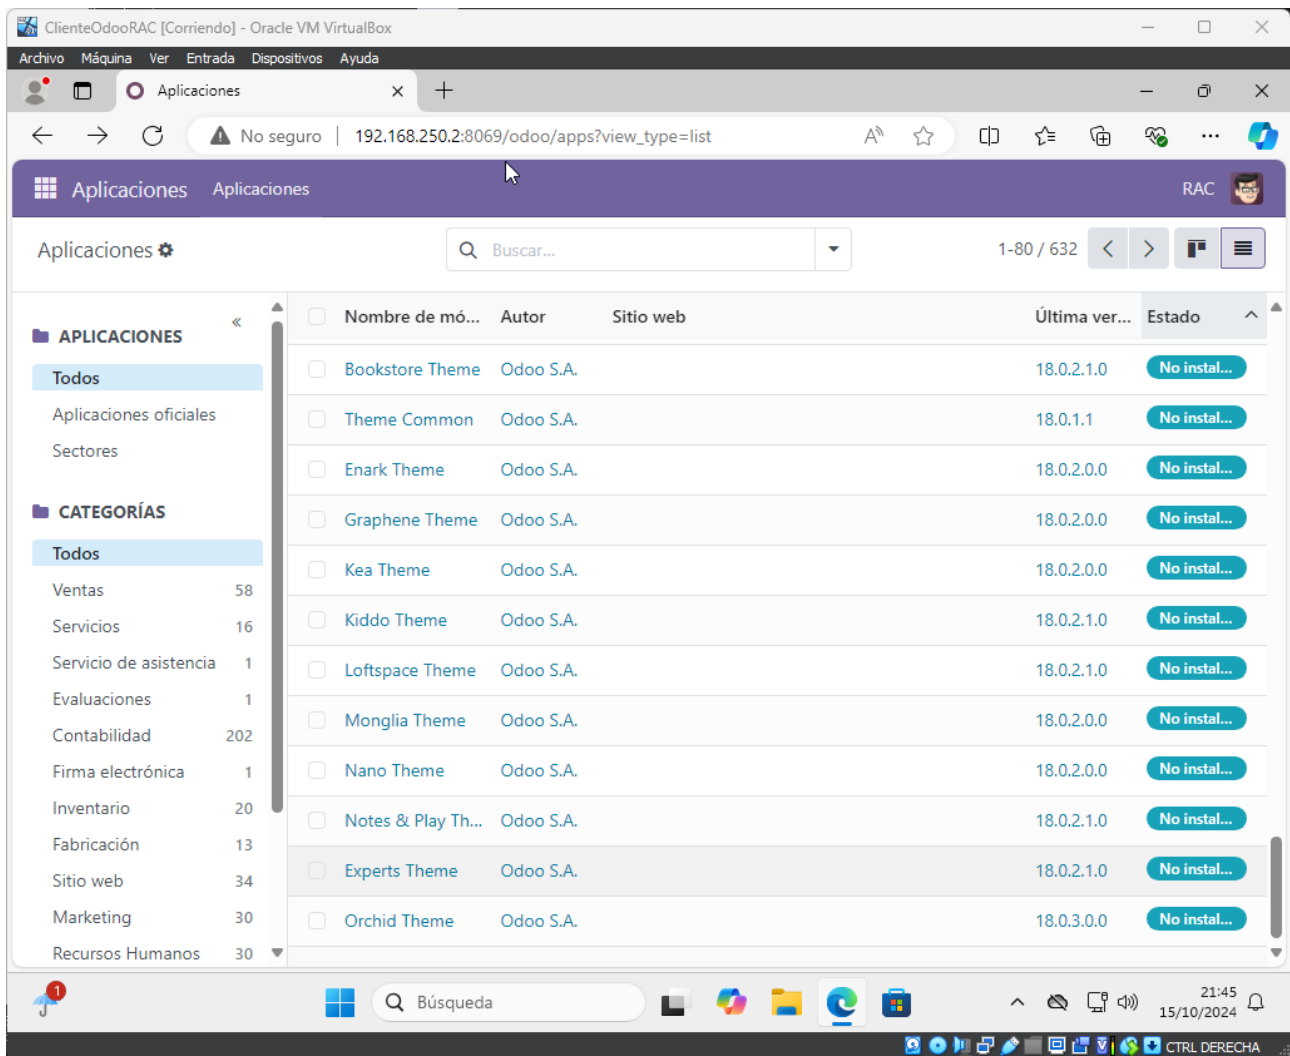 ClienteOdooRAC [Corriendo] - Oracle VM VirtualBox
Archivo Máquina Ver Entrada Dispositivos Ayuda
Aplicaciones
No seguro 192.168.250.2:8069/odoo/apps?view_type=list
Aplicaciones Aplicaciones RAC
Aplicaciones Buscar... 1-80 / 632
APLICACIONES
Todos
Aplicaciones oficiales
Sectores
CATEGORÍAS
Todos
Ventas 58
Servicios 16
Servicio de asistencia 1
Evaluaciones 1
Contabilidad 202
Firma electrónica 1
Inventario 20
Fabricación 13
Sitio web 34
Marketing 30
Recursos Humanos 30
Nombre de mó... Autor Sitio web Última ver... Estado
Bookstore Theme Odoo S.A. 18.0.2.1.0 No instal...
Theme Common Odoo S.A. 18.0.1.1 No instal...
Enark Theme Odoo S.A. 18.0.2.0.0 No instal...
Graphene Theme Odoo S.A. 18.0.2.0.0 No instal...
Kea Theme Odoo S.A. 18.0.2.0.0 No instal...
Kiddo Theme Odoo S.A. 18.0.2.1.0 No instal...
Loftspace Theme Odoo S.A. 18.0.2.1.0 No instal...
Monglia Theme Odoo S.A. 18.0.2.0.0 No instal...
Nano Theme Odoo S.A. 18.0.2.0.0 No instal...
Notes & Play Th... Odoo S.A. 18.0.2.1.0 No instal...
Experts Theme Odoo S.A. 18.0.2.1.0 No instal...
Orchid Theme Odoo S.A. 18.0.3.0.0 No instal...
1 Búsqueda 21:45
15/10/2024
CTRL DERECHA